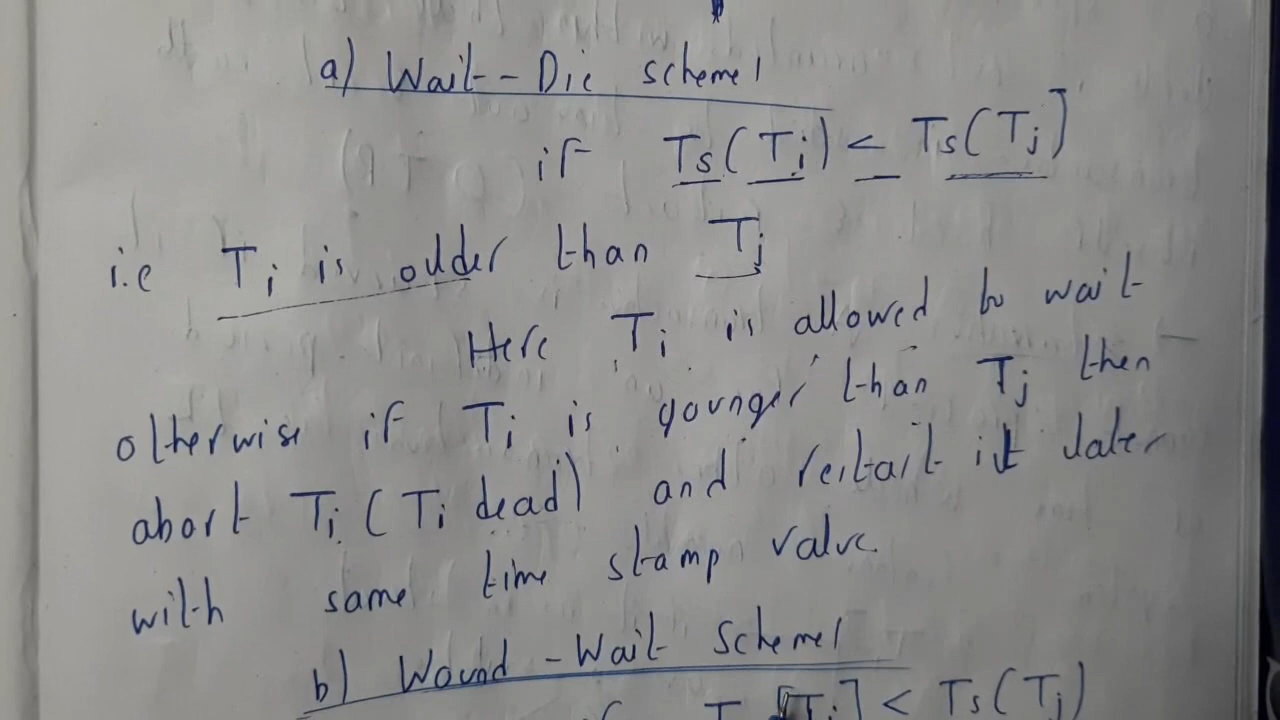 a) Wait-Die scheme
if Ts(Ti) < Ts(Tj)
i.e Ti is oulder than Tj
Here Ti is allowed to wait
otherwise if Ti is younger than Tj then
abort Ti (Ti dead) and restart it later
with same time stamp value
b) Wound-Wait Scheme
Ts(Tj)